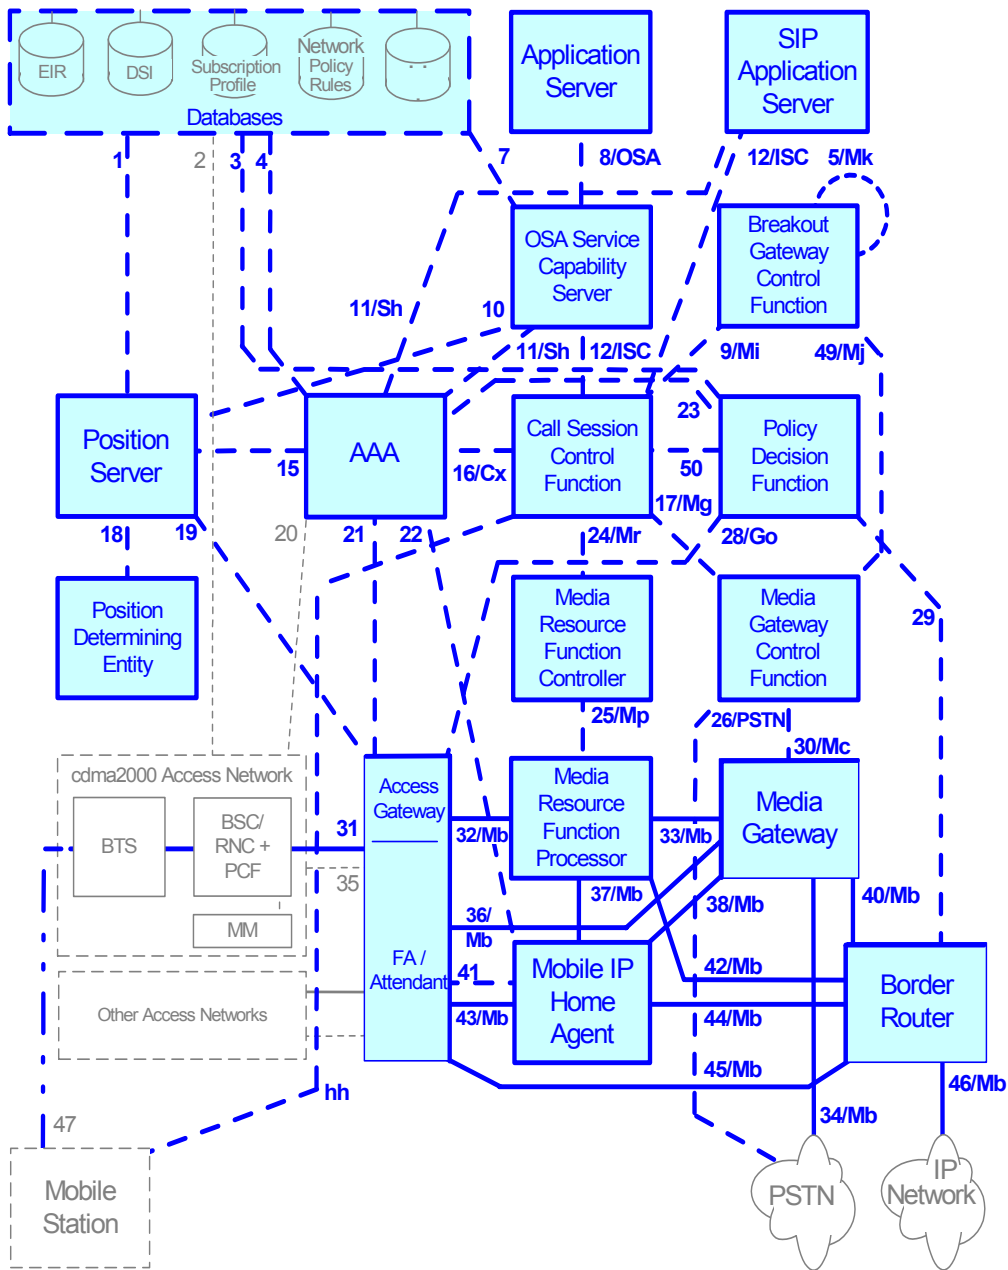 EIR
DSI
Subscription
Profile
Network
Policy
Rules
. .
Databases
Application
Server
SIP
Application
Server
1
2
3
4
7
8/OSA
12/ISC
5/Mk
OSA Service
Capability
Server
Breakout
Gateway
Control
Function
11/Sh
10
11/Sh
12/ISC
9/Mi
49/Mj
Position
Server
15
AAA
16/Cx
Call Session
Control
Function
23
50
17/Mg
Policy
Decision
Function
18
19
20
21
22
24/Mr
28/Go
Position
Determining
Entity
Media
Resource
Function
Controller
Media
Gateway
Control
Function
29
25/Mp
26/PSTN
30/Mc
cdma2000 Access Network
BTS
BSC/
RNC +
PCF
MM
31
35
Access
Gateway
32/Mb
Media
Resource
Function
Processor
33/Mb
Media
Gateway
36/
Mb
37/Mb
38/Mb
40/Mb
FA /
Attendant
41
43/Mb
Mobile IP
Home
Agent
42/Mb
44/Mb
Border
Router
Other Access Networks
45/Mb
46/Mb
hh
47
34/Mb
Mobile
Station
PSTN
IP
Network